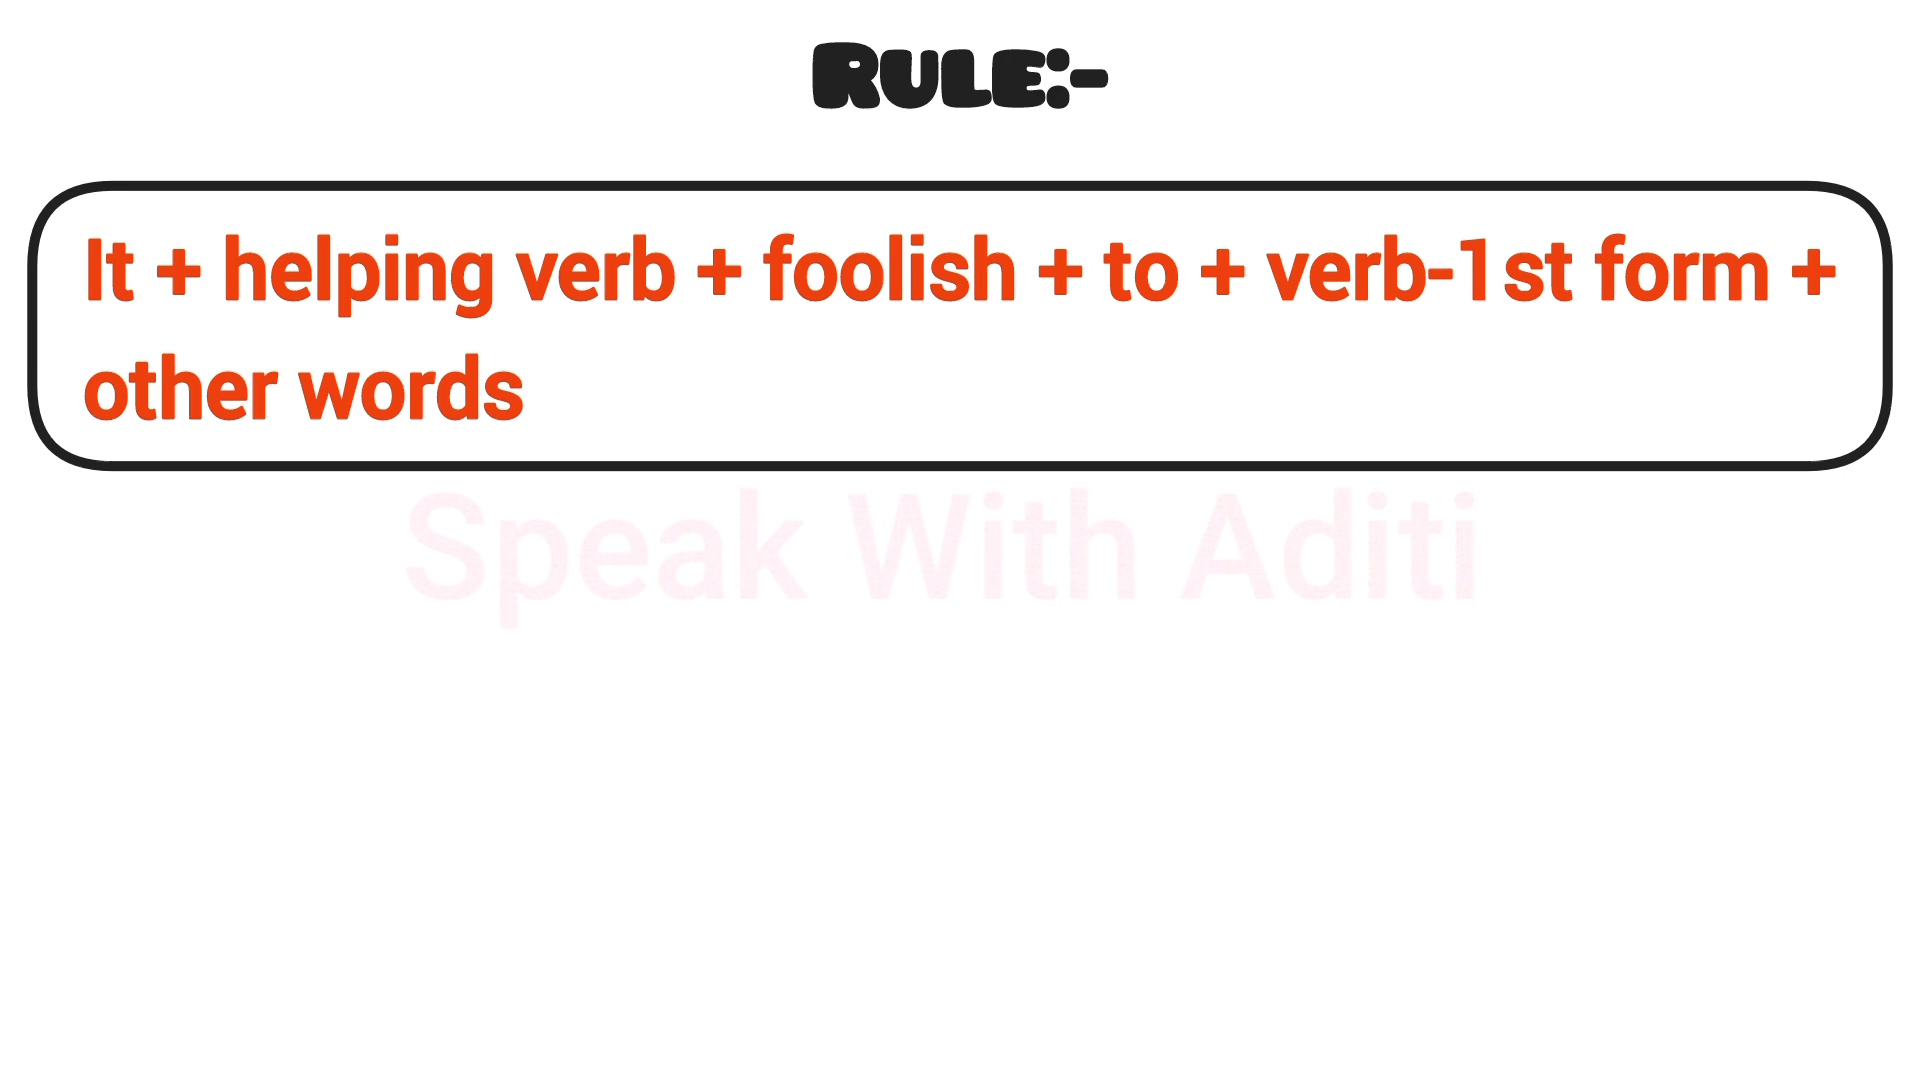 Rule:-
It + helping verb + foolish + to + verb-1st form +
other words
Speak With Aditi